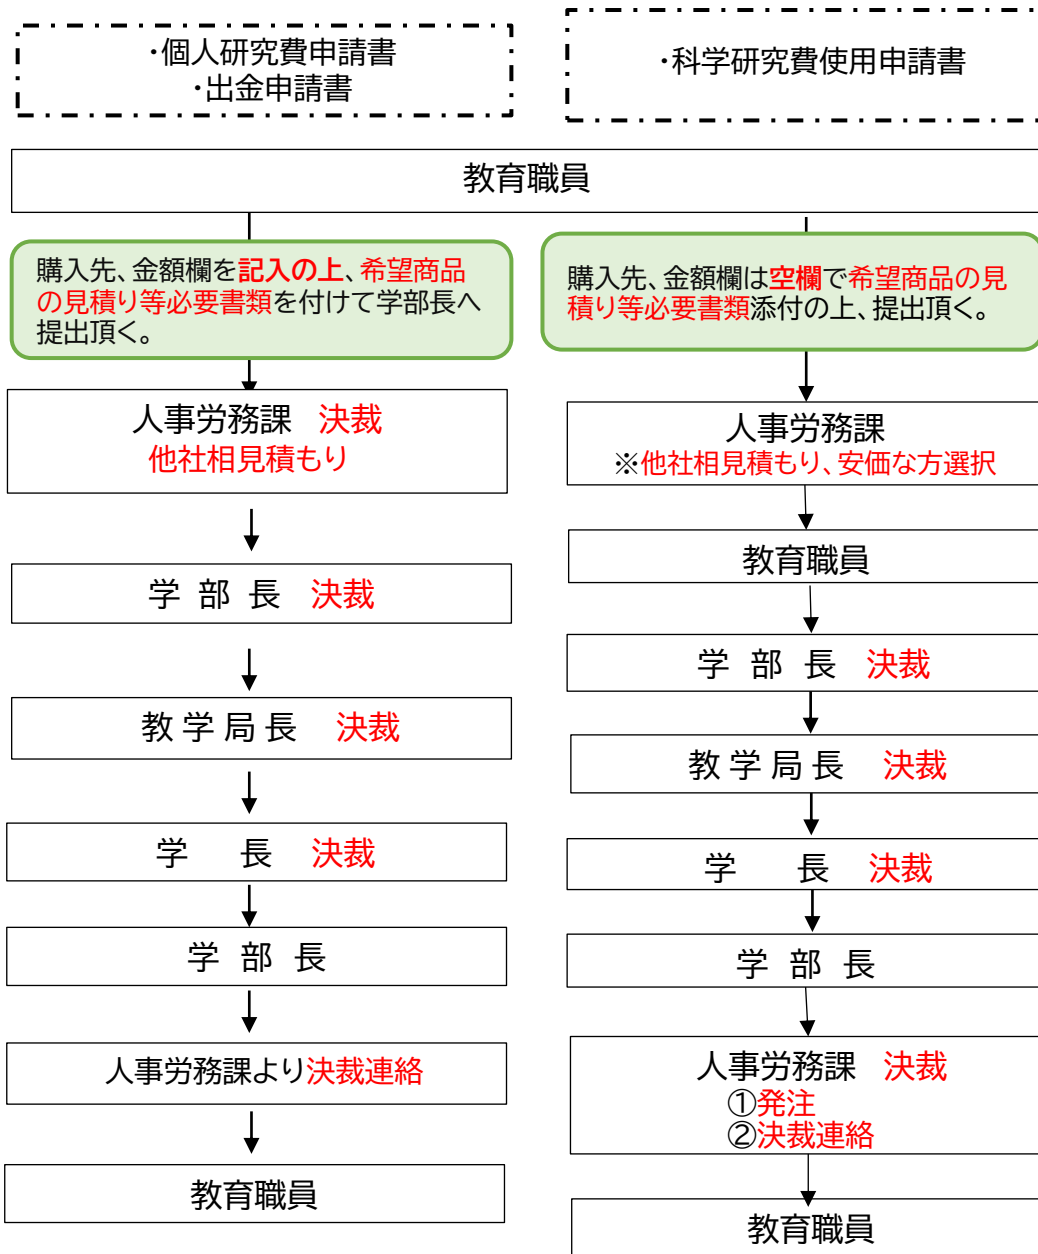 ・個人研究費申請書
・出金申請書
・科学研究費使用申請書
教育職員
購入先、金額欄を記入の上、希望商品
の見積り等必要書類を付けて学部長へ
提出頂く。
人事労務課 決裁
他社相見積もり
学 部 長 決裁
教 学 局 長 決裁
学 長 決裁
学 部 長
人事労務課より決裁連絡
教育職員
購入先、金額欄は空欄で希望商品の見
積り等必要書類添付の上、提出頂く。
人事労務課
※他社相見積もり、安価な方選択
教育職員
学 部 長 決裁
教 学 局 長 決裁
学 長 決裁
学 部 長
人事労務課 決裁
①発注
②決裁連絡
教育職員